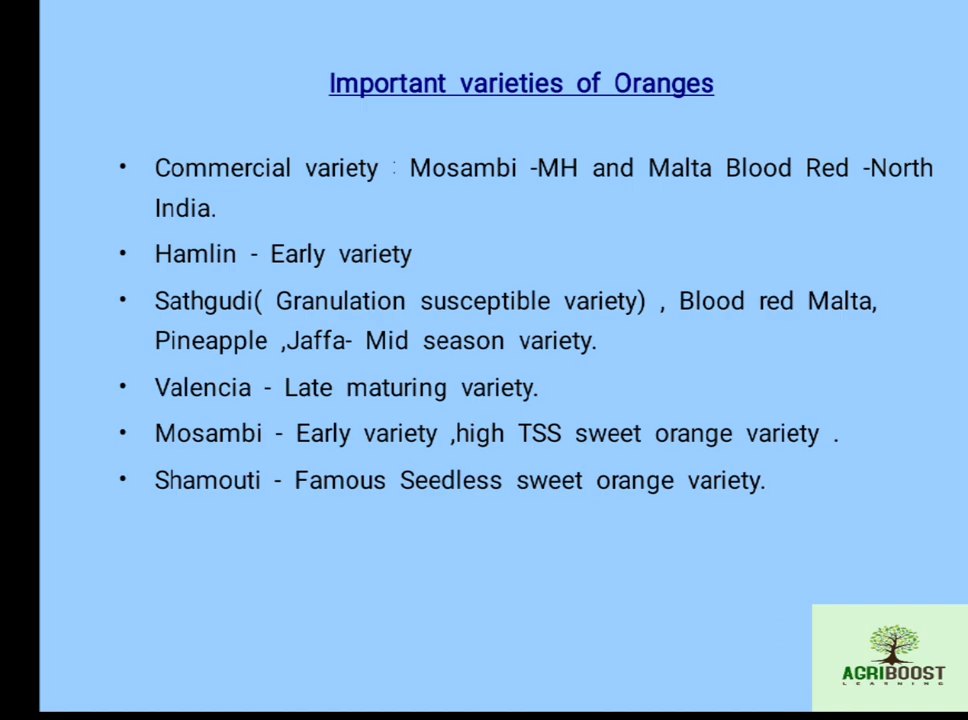 Important varieties of Oranges
• Commercial variety : Mosambi -MH and Malta Blood Red -North
India.
• Hamlin - Early variety
• Sathgudi( Granulation susceptible variety) , Blood red Malta,
Pineapple ,Jaffa- Mid season variety.
• Valencia - Late maturing variety.
• Mosambi - Early variety ,high TSS sweet orange variety .
• Shamouti - Famous Seedless sweet orange variety.
AGRIBOOST
LEARNING